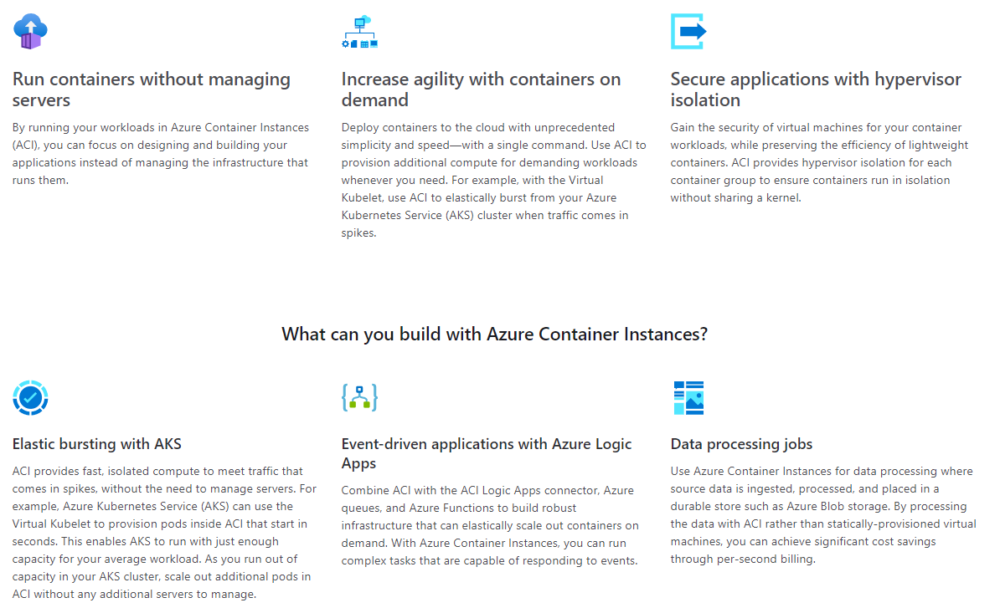 Run containers without managing
servers
By running your workloads in Azure Container Instances
(ACI), you can focus on designing and building your
applications instead of managing the infrastructure that
runs them.
Increase agility with containers on
demand
Deploy containers to the cloud with unprecedented
simplicity and speed—with a single command. Use ACI to
provision additional compute for demanding workloads
whenever you need. For example, with the Virtual
Kubelet, use ACI to elastically burst from your Azure
Kubernetes Service (AKS) cluster when traffic comes in
spikes.
Secure applications with hypervisor
isolation
Gain the security of virtual machines for your container
workloads, while preserving the efficiency of lightweight
containers. ACI provides hypervisor isolation for each
container group to ensure containers run in isolation
without sharing a kernel.
What can you build with Azure Container Instances?
Elastic bursting with AKS
ACI provides fast, isolated compute to meet traffic that
comes in spikes, without the need to manage servers. For
example, Azure Kubernetes Service (AKS) can use the
Virtual Kubelet to provision pods inside ACI that start in
seconds. This enables AKS to run with just enough
capacity for your average workload. As you run out of
capacity in your AKS cluster, scale out additional pods in
ACI without any additional servers to manage.
Event-driven applications with Azure Logic
Apps
Combine ACI with the ACI Logic Apps connector, Azure
queues, and Azure Functions to build robust
infrastructure that can elastically scale out containers on
demand. With Azure Container Instances, you can run
complex tasks that are capable of responding to events.
Data processing jobs
Use Azure Container Instances for data processing where
source data is ingested, processed, and placed in a
durable store such as Azure Blob storage. By processing
the data with ACI rather than statically-provisioned virtual
machines, you can achieve significant cost savings
through per-second billing.